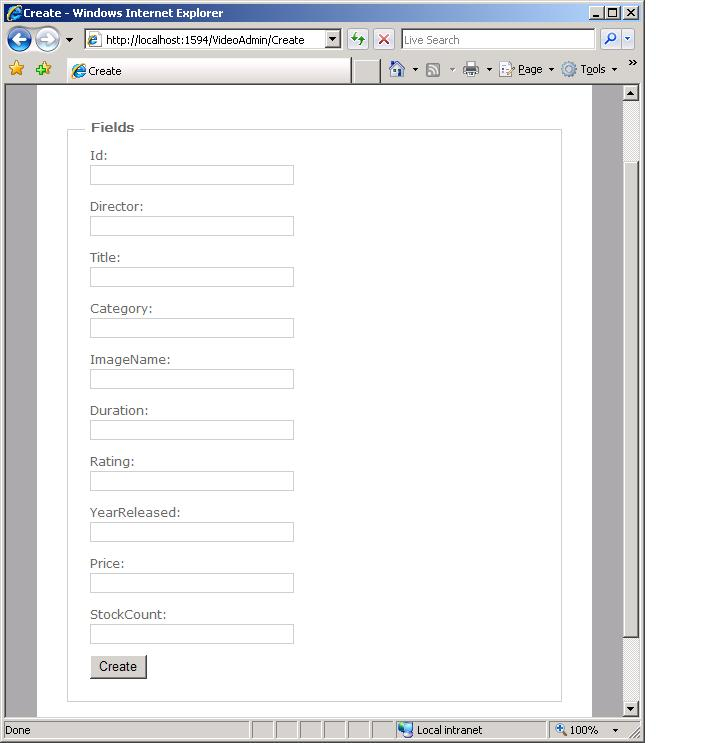 Create - Windows Internet Explorer
http://localhost:1594/VideoAdmin/Create
Live Search
Create
Page
Tools
»
Fields
Id:
Director:
Title:
Category:
ImageName:
Duration:
Rating:
YearReleased:
Price:
StockCount:
Create
Done
Local intranet
100%